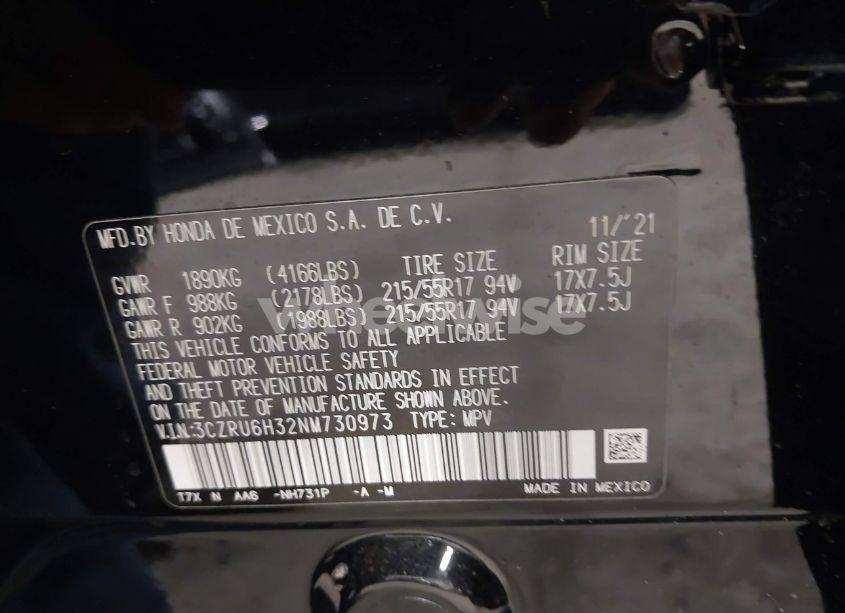 MFD.BY HONDA DE MEXICO S.A. DE C.V. 11/'21
GVWR 1890KG (4166LBS) TIRE SIZE RIM SIZE
GAWR F 988KG (2178LBS) 215/55R17 94V 17X7.5J
GAWR R 902KG (1988LBS) 215/55R17 94V 17X7.5J
THIS VEHICLE CONFORMS TO ALL APPLICABLE
FEDERAL MOTOR VEHICLE SAFETY
AND THEFT PREVENTION STANDARDS IN EFFECT
ON THE DATE OF MANUFACTURE SHOWN ABOVE.
V.I.N:3CZRU6H32NM730973 TYPE:MPV
T7X N AA6 -NH731P -A -M MADE IN MEXICO